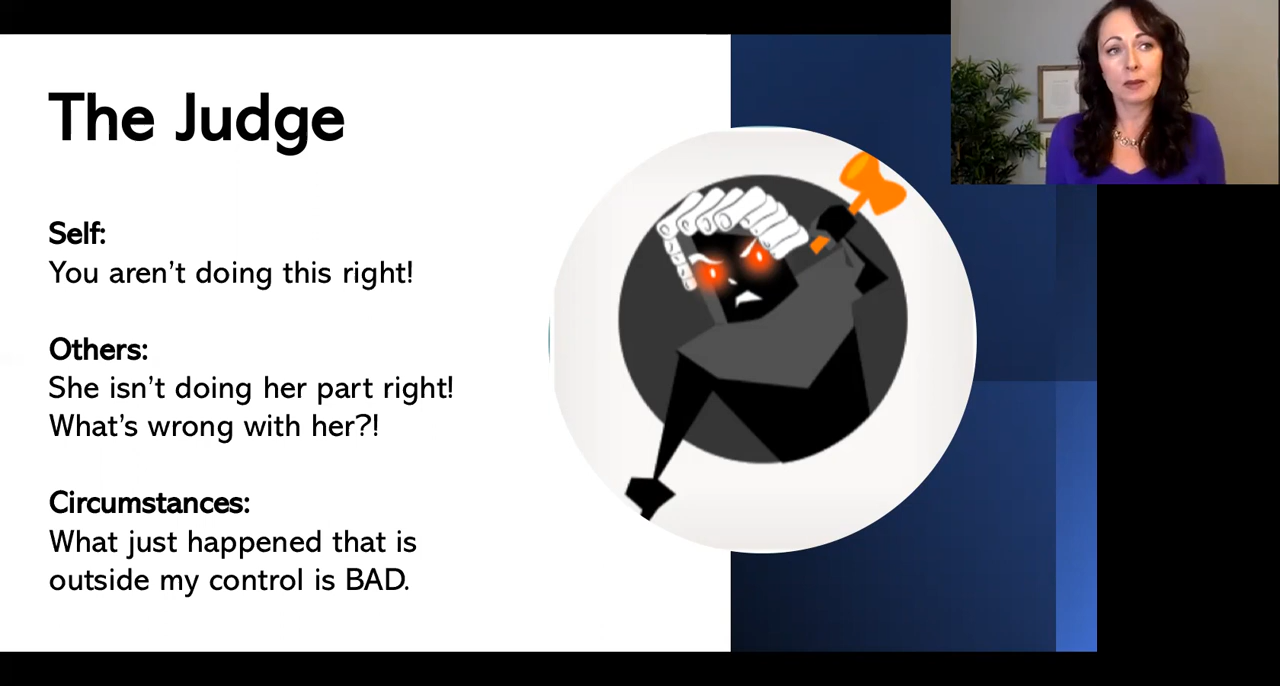 The Judge
Self:
You aren't doing this right!
Others:
She isn't doing her part right!
What's wrong with her?!
Circumstances:
What just happened that is
outside my control is BAD.